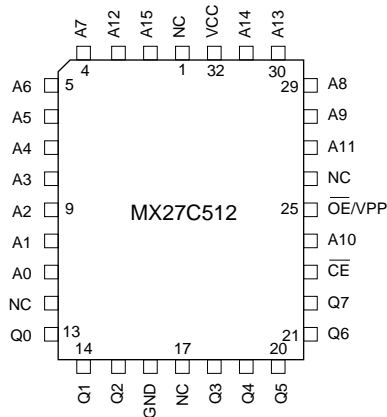 A7 A12 A15 NC VCC A14 A13
4 1 32 30
A6 5 29 A8
A5 A9
A4 A11
A3 NC
A2 9 MX27C512 25 O̅E̅/VPP
A1 A10
A0 C̅E̅
NC Q7
Q0 13 21 Q6
14 17 20
Q1 Q2 GND NC Q3 Q4 Q5